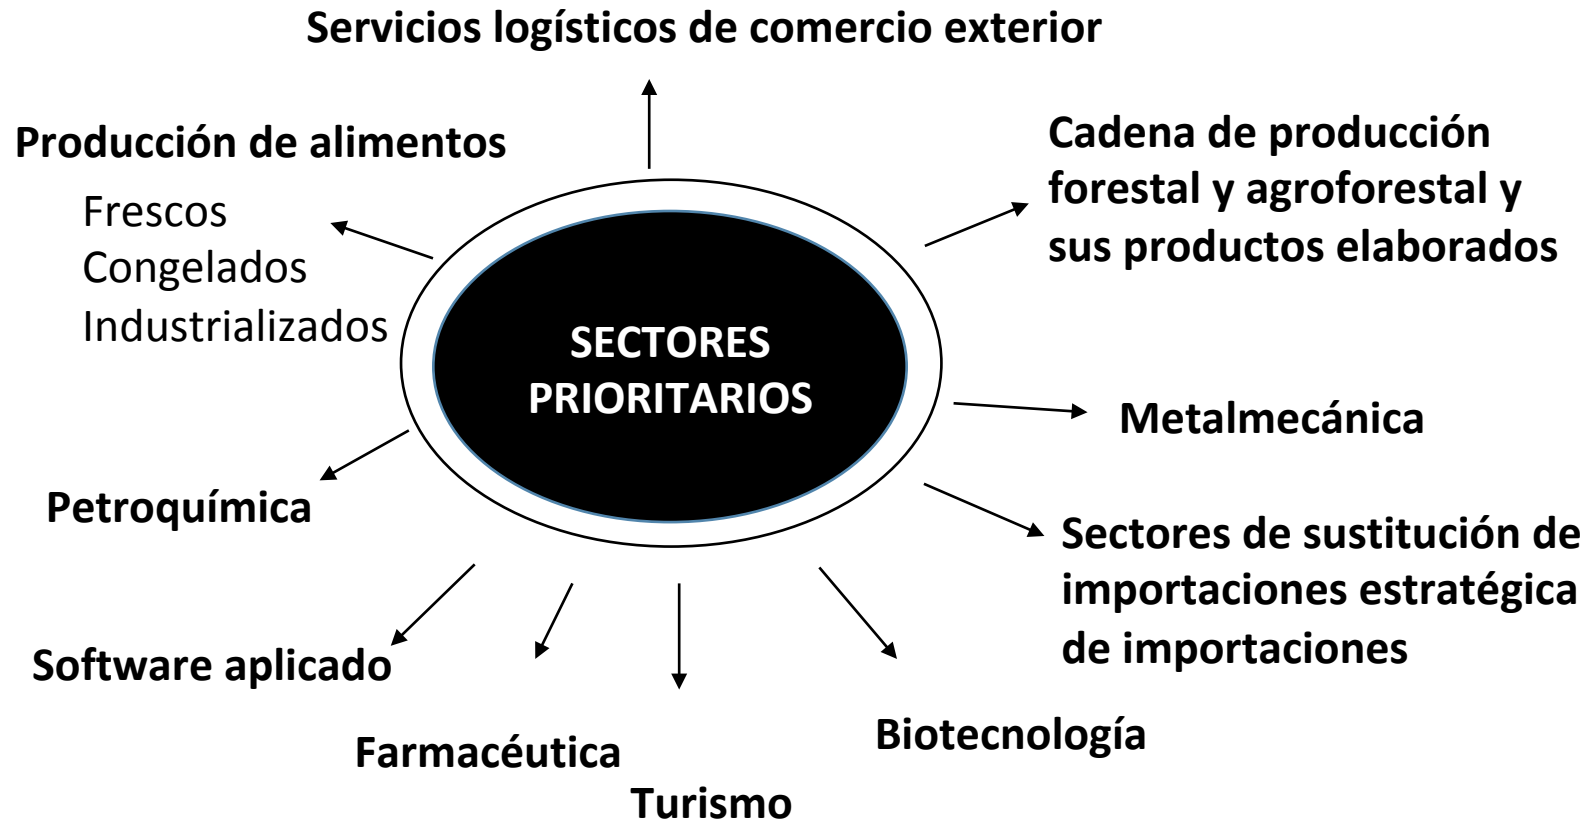 Servicios logísticos de comercio exterior
Producción de alimentos
Frescos
Congelados
Industrializados
Cadena de producción
forestal y agroforestal y
sus productos elaborados
SECTORES
PRIORITARIOS
Metalmecánica
Petroquímica
Sectores de sustitución de
importaciones estratégica
de importaciones
Software aplicado
Farmacéutica
Turismo
Biotecnología